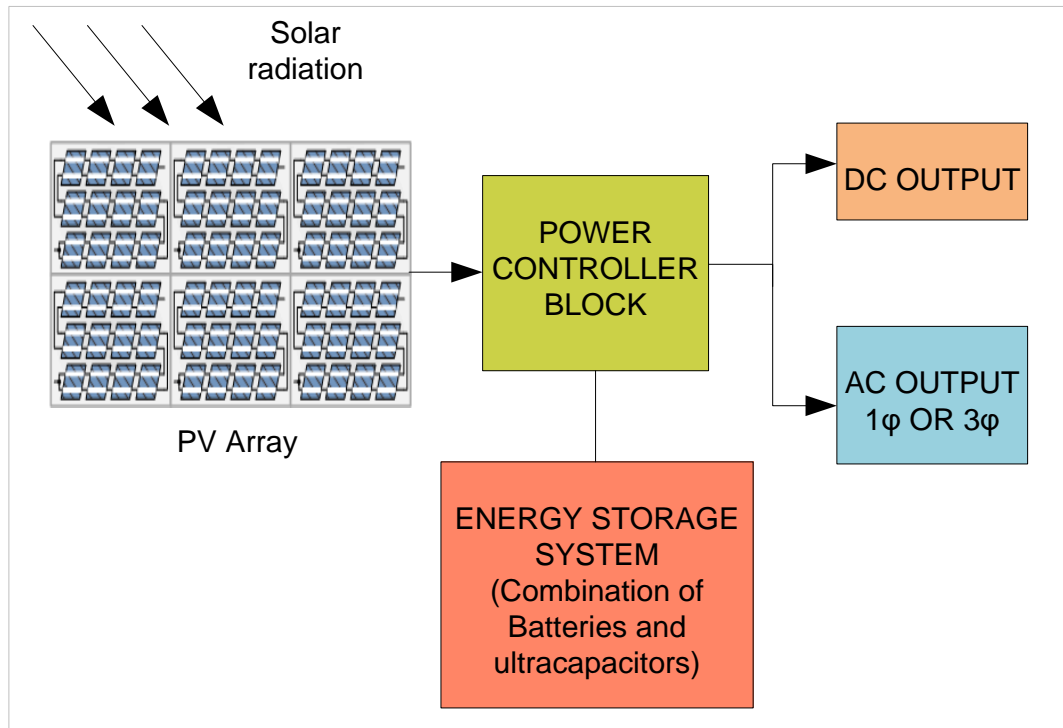 Solar
radiation
PV Array
POWER
CONTROLLER
BLOCK
DC OUTPUT
AC OUTPUT
1φ OR 3φ
ENERGY STORAGE
SYSTEM
(Combination of
Batteries and
ultracapacitors)